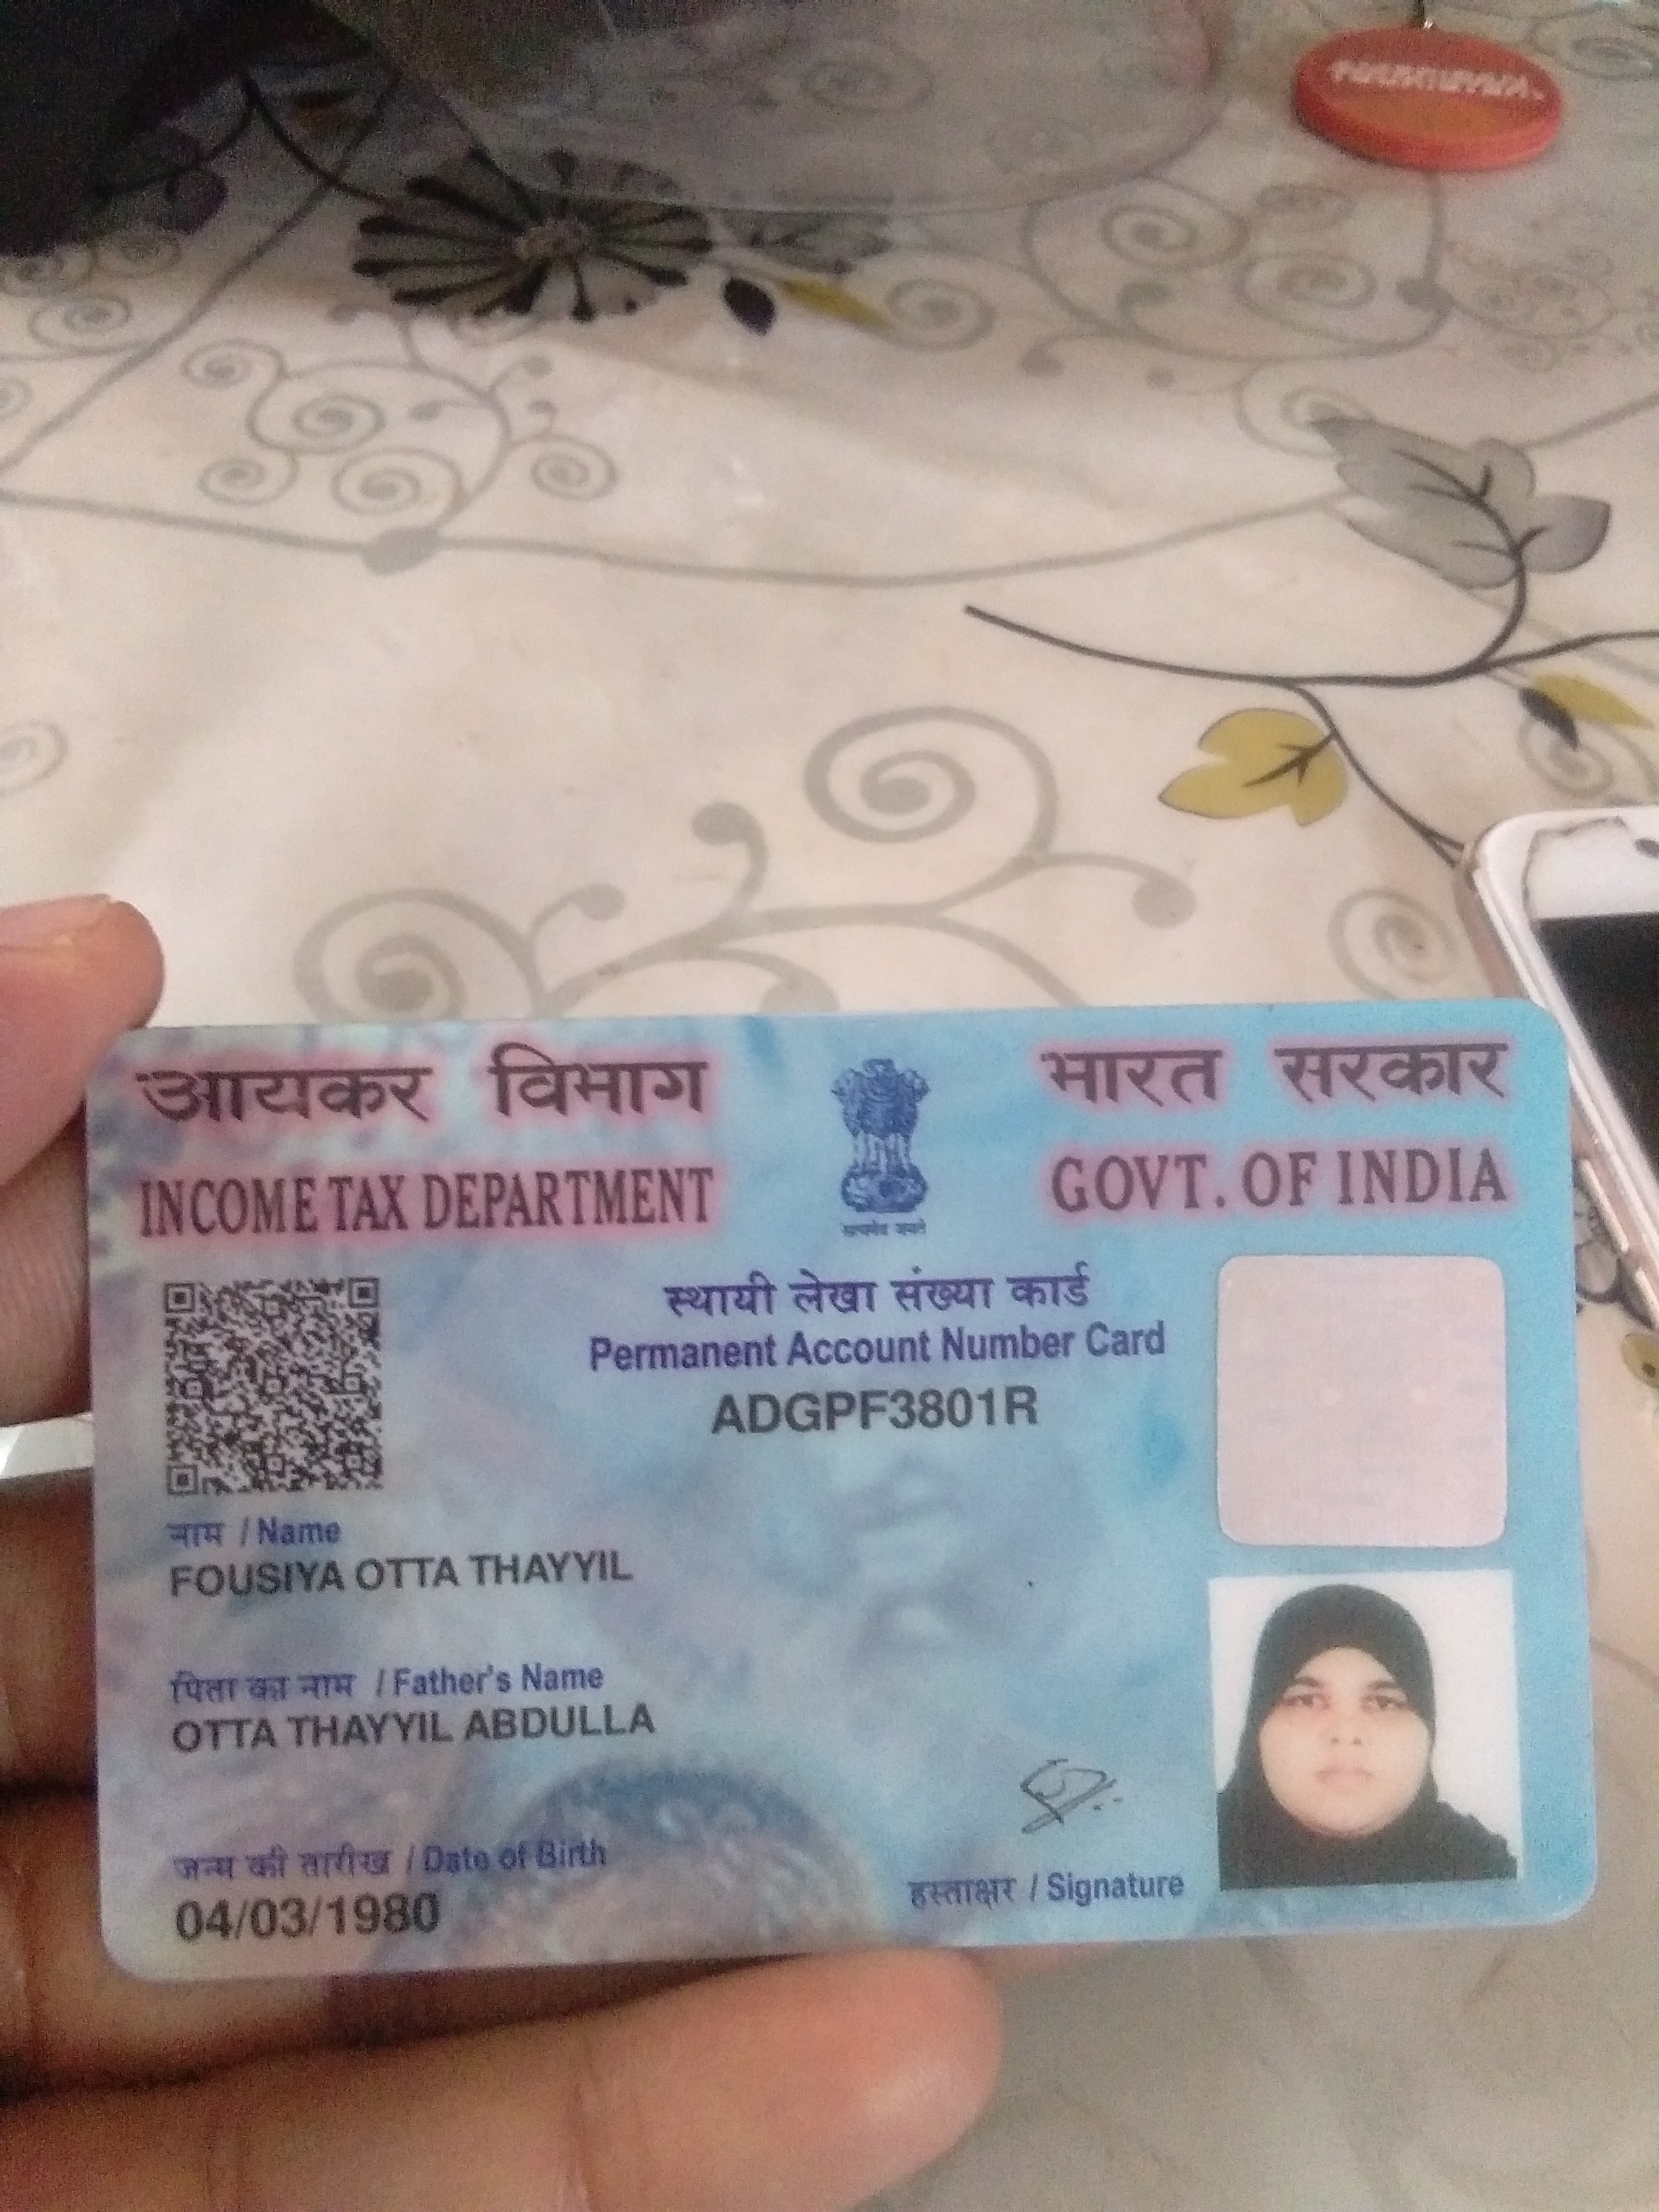 आयकर विभाग
INCOME TAX DEPARTMENT
भारत सरकार
GOVT. OF INDIA
सत्यमेव जयते
स्थायी लेखा संख्या कार्ड
Permanent Account Number Card
ADGPF3801R
नाम / Name
FOUSIYA OTTA THAYYIL
पिता का नाम / Father's Name
OTTA THAYYIL ABDULLA
जन्म की तारीख / Date of Birth
04/03/1980
हस्ताक्षर / Signature